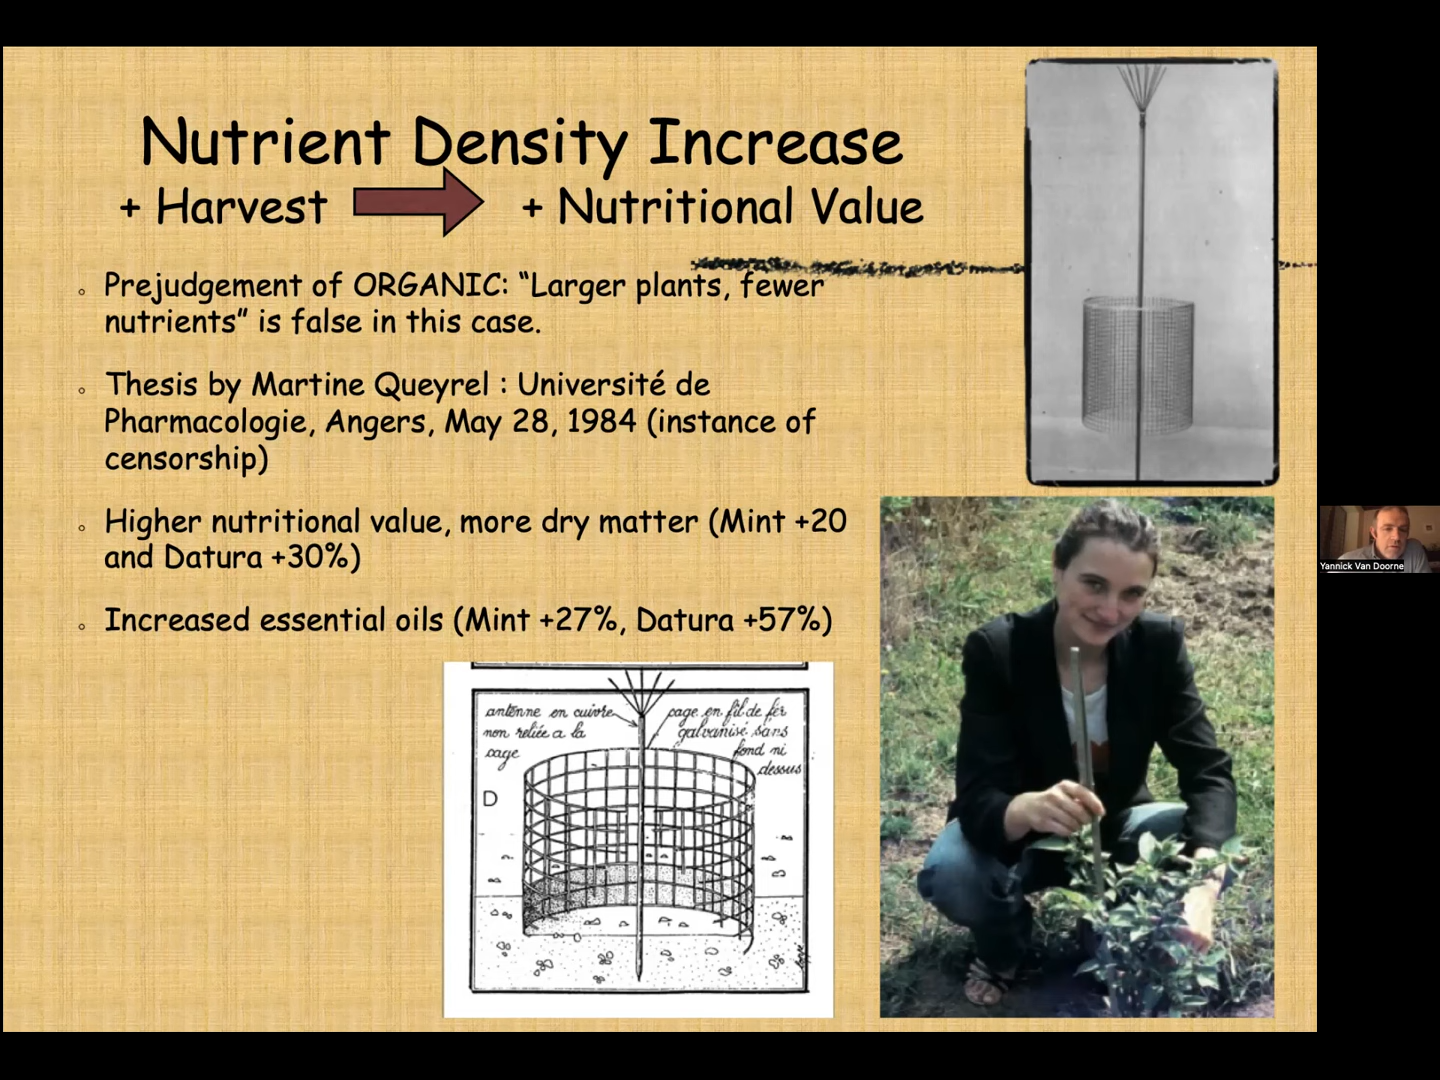 Nutrient Density Increase
+ Harvest + Nutritional Value
Prejudgement of ORGANIC: “Larger plants, fewer
nutrients” is false in this case.
Thesis by Martine Queyrel : Université de
Pharmacologie, Angers, May 28, 1984 (instance of
censorship)
Higher nutritional value, more dry matter (Mint +20
and Datura +30%)
Increased essential oils (Mint +27%, Datura +57%)
antenne en cuivre
non reliée a la
cage
cage en fil de fer
galvanisé sans
fond ni
dessus
D
Yannick Van Doorne